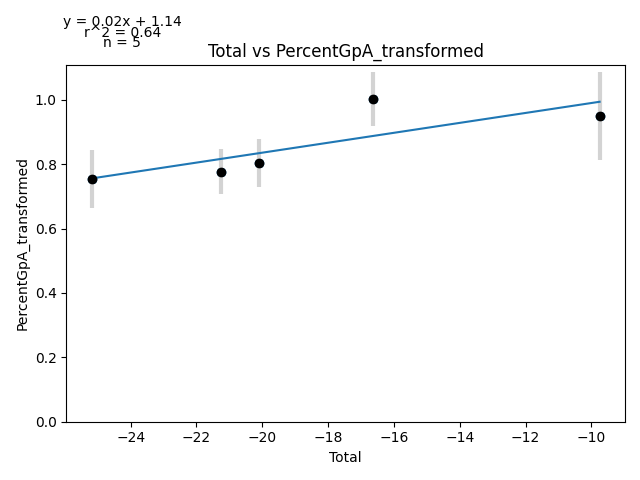 y = 0.02x + 1.14
r^2 = 0.64
n = 5
Total vs PercentGpA_transformed
PercentGpA_transformed
1.0
0.8
0.6
0.4
0.2
0.0
−24
−22
−20
−18
−16
−14
−12
−10
Total